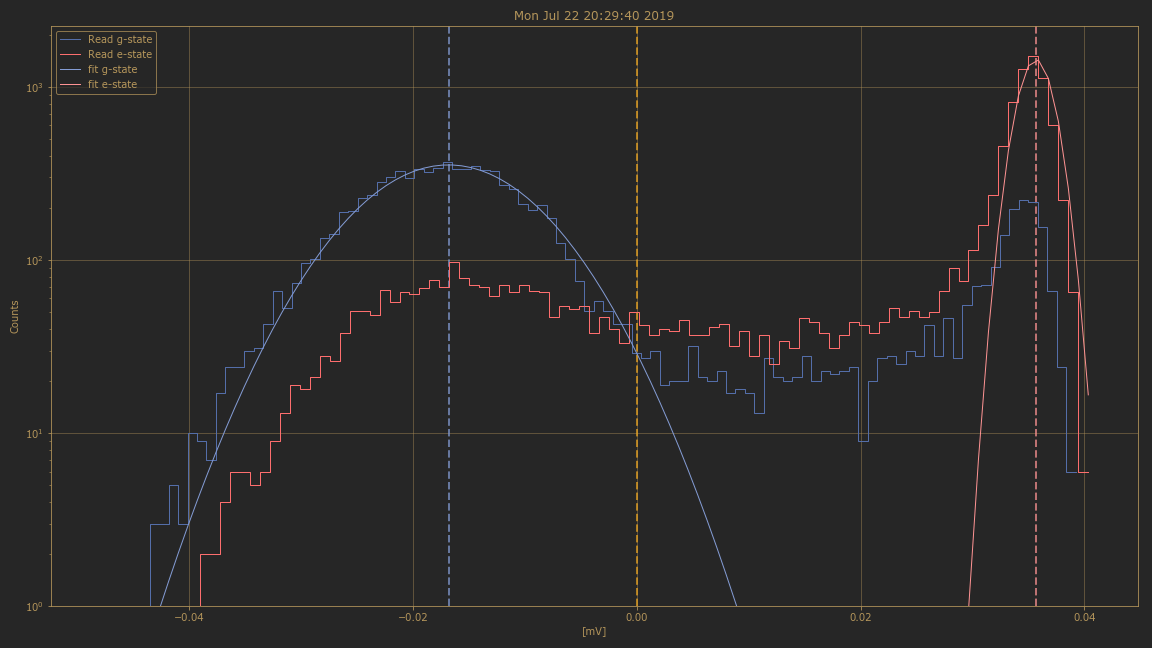 Mon Jul 22 20:29:40 2019
Read g-state
Read e-state
fit g-state
fit e-state
Counts
10³
10²
10¹
10⁰
−0.04
−0.02
0.00
0.02
0.04
[mV]